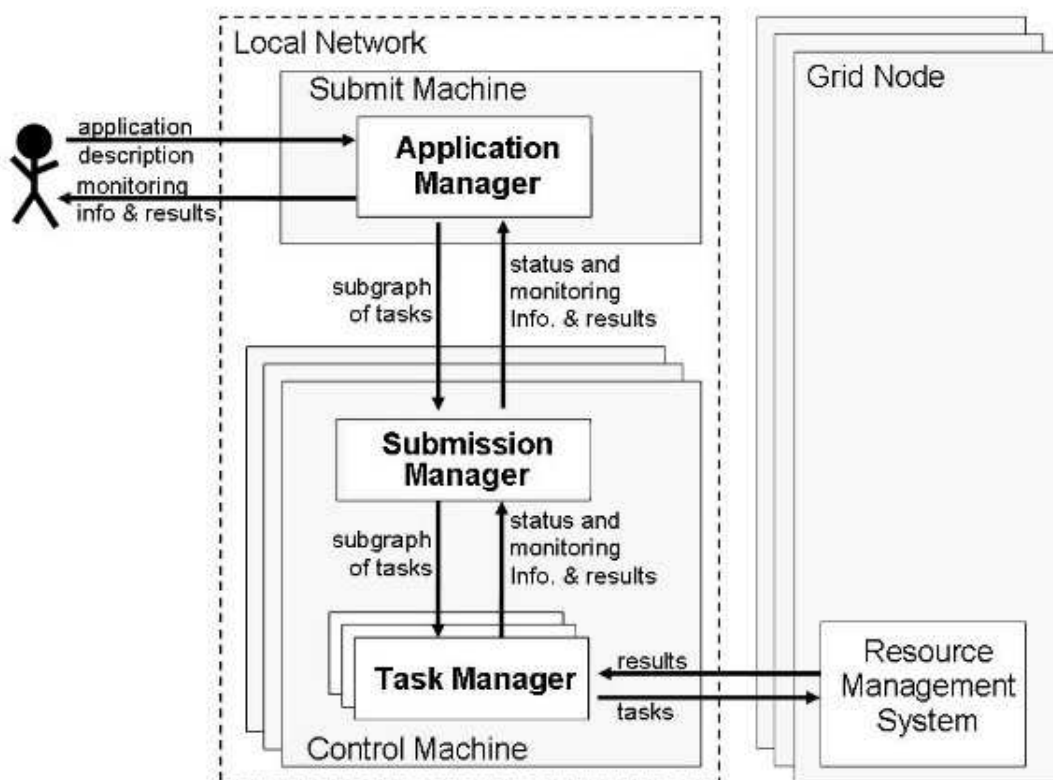 Local Network
Grid Node
Submit Machine
application
description
monitoring
info & results
Application
Manager
subgraph
of tasks
status and
monitoring
Info. & results
Submission
Manager
subgraph
of tasks
status and
monitoring
Info. & results
Task Manager
results
tasks
Resource
Management
System
Control Machine